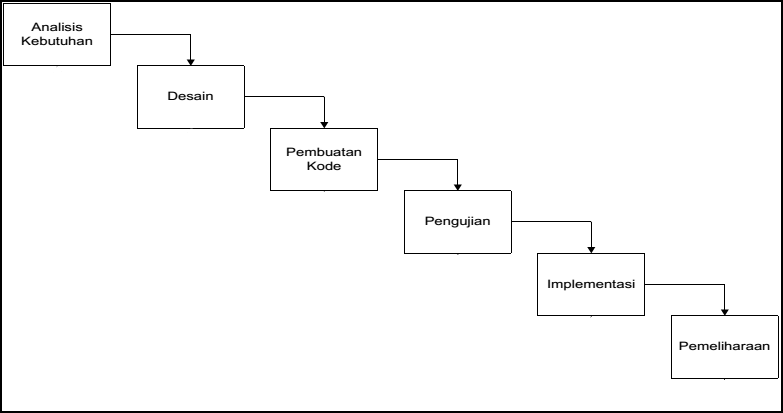 Analisis
Kebutuhan
Desain
Pembuatan
Kode
Pengujian
Implementasi
Pemeliharaan